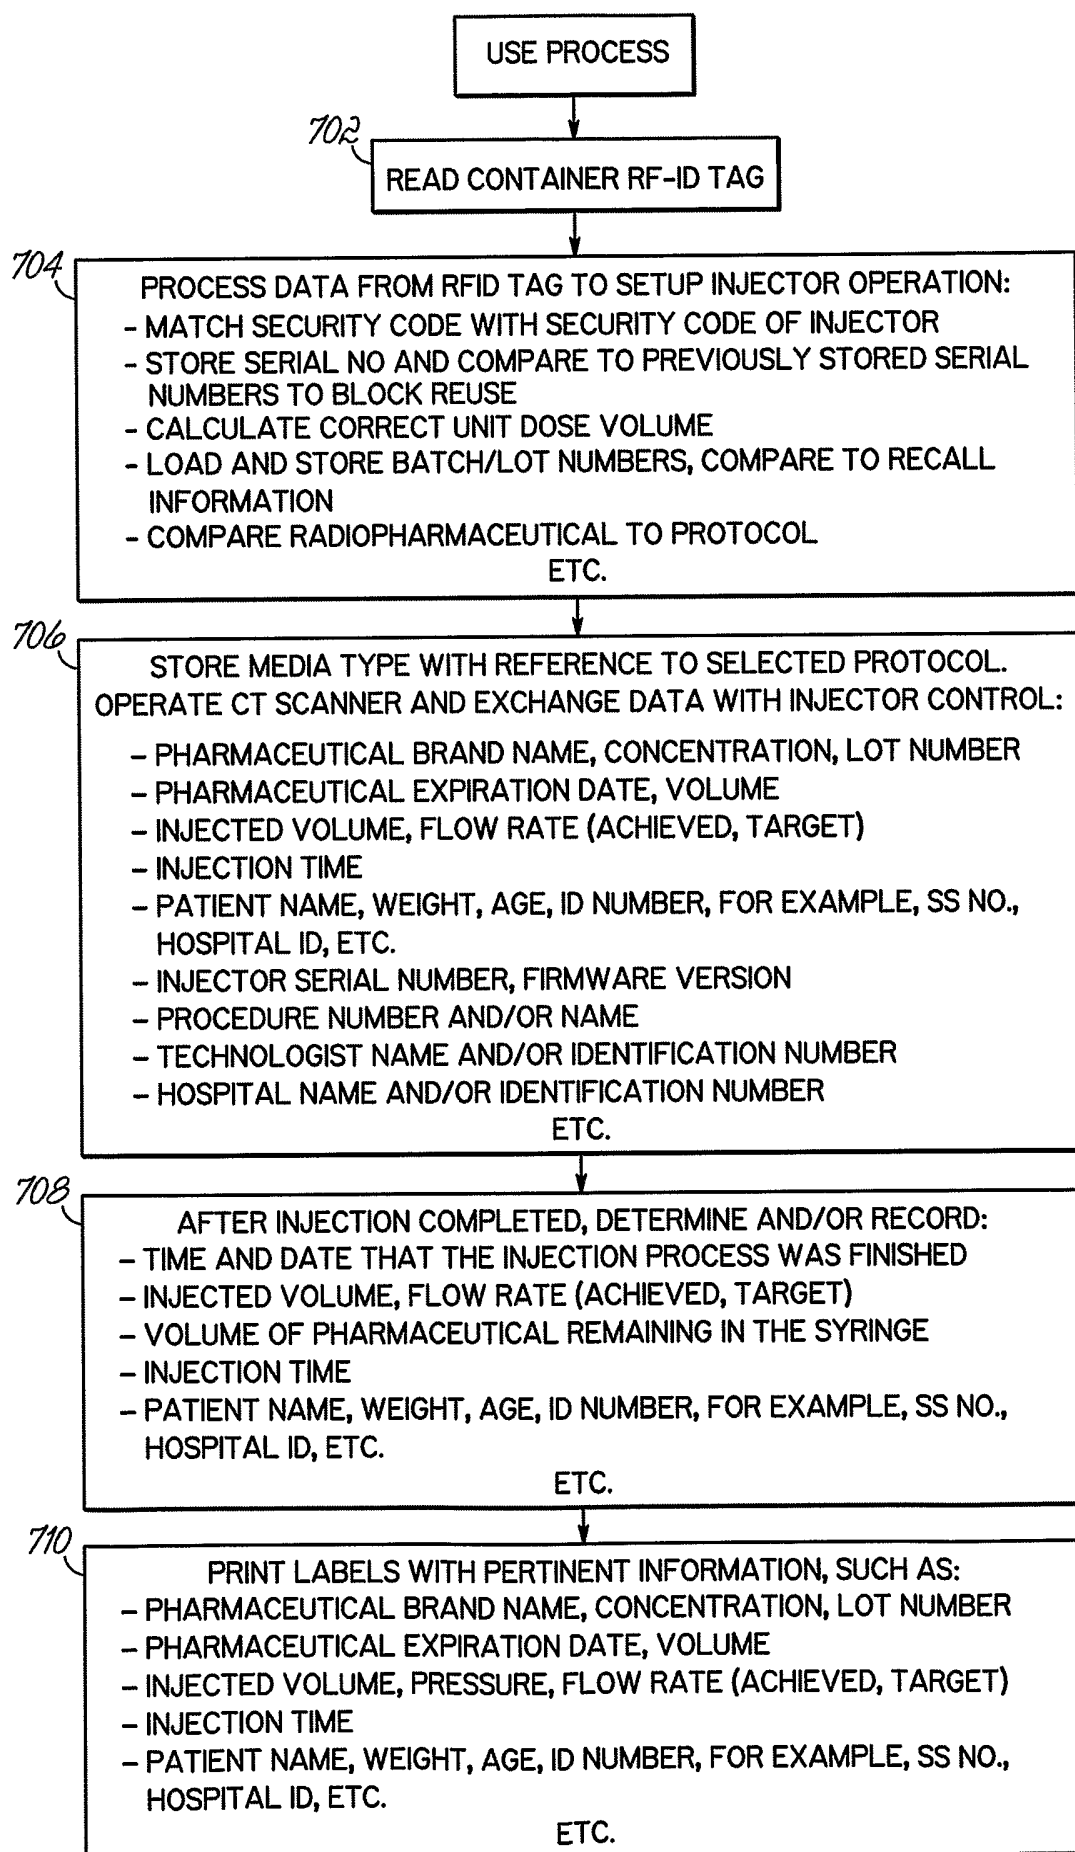 USE PROCESS
702
READ CONTAINER RF-ID TAG
704
PROCESS DATA FROM RFID TAG TO SETUP INJECTOR OPERATION:
- MATCH SECURITY CODE WITH SECURITY CODE OF INJECTOR
- STORE SERIAL NO AND COMPARE TO PREVIOUSLY STORED SERIAL
NUMBERS TO BLOCK REUSE
- CALCULATE CORRECT UNIT DOSE VOLUME
- LOAD AND STORE BATCH/LOT NUMBERS, COMPARE TO RECALL
INFORMATION
- COMPARE RADIOPHARMACEUTICAL TO PROTOCOL
ETC.
706
STORE MEDIA TYPE WITH REFERENCE TO SELECTED PROTOCOL.
OPERATE CT SCANNER AND EXCHANGE DATA WITH INJECTOR CONTROL:
- PHARMACEUTICAL BRAND NAME, CONCENTRATION, LOT NUMBER
- PHARMACEUTICAL EXPIRATION DATE, VOLUME
- INJECTED VOLUME, FLOW RATE (ACHIEVED, TARGET)
- INJECTION TIME
- PATIENT NAME, WEIGHT, AGE, ID NUMBER, FOR EXAMPLE, SS NO.,
HOSPITAL ID, ETC.
- INJECTOR SERIAL NUMBER, FIRMWARE VERSION
- PROCEDURE NUMBER AND/OR NAME
- TECHNOLOGIST NAME AND/OR IDENTIFICATION NUMBER
- HOSPITAL NAME AND/OR IDENTIFICATION NUMBER
ETC.
708
AFTER INJECTION COMPLETED, DETERMINE AND/OR RECORD:
- TIME AND DATE THAT THE INJECTION PROCESS WAS FINISHED
- INJECTED VOLUME, FLOW RATE (ACHIEVED, TARGET)
- VOLUME OF PHARMACEUTICAL REMAINING IN THE SYRINGE
- INJECTION TIME
- PATIENT NAME, WEIGHT, AGE, ID NUMBER, FOR EXAMPLE, SS NO.,
HOSPITAL ID, ETC.
ETC.
710
PRINT LABELS WITH PERTINENT INFORMATION, SUCH AS:
- PHARMACEUTICAL BRAND NAME, CONCENTRATION, LOT NUMBER
- PHARMACEUTICAL EXPIRATION DATE, VOLUME
- INJECTED VOLUME, PRESSURE, FLOW RATE (ACHIEVED, TARGET)
- INJECTION TIME
- PATIENT NAME, WEIGHT, AGE, ID NUMBER, FOR EXAMPLE, SS NO.,
HOSPITAL ID, ETC.
ETC.